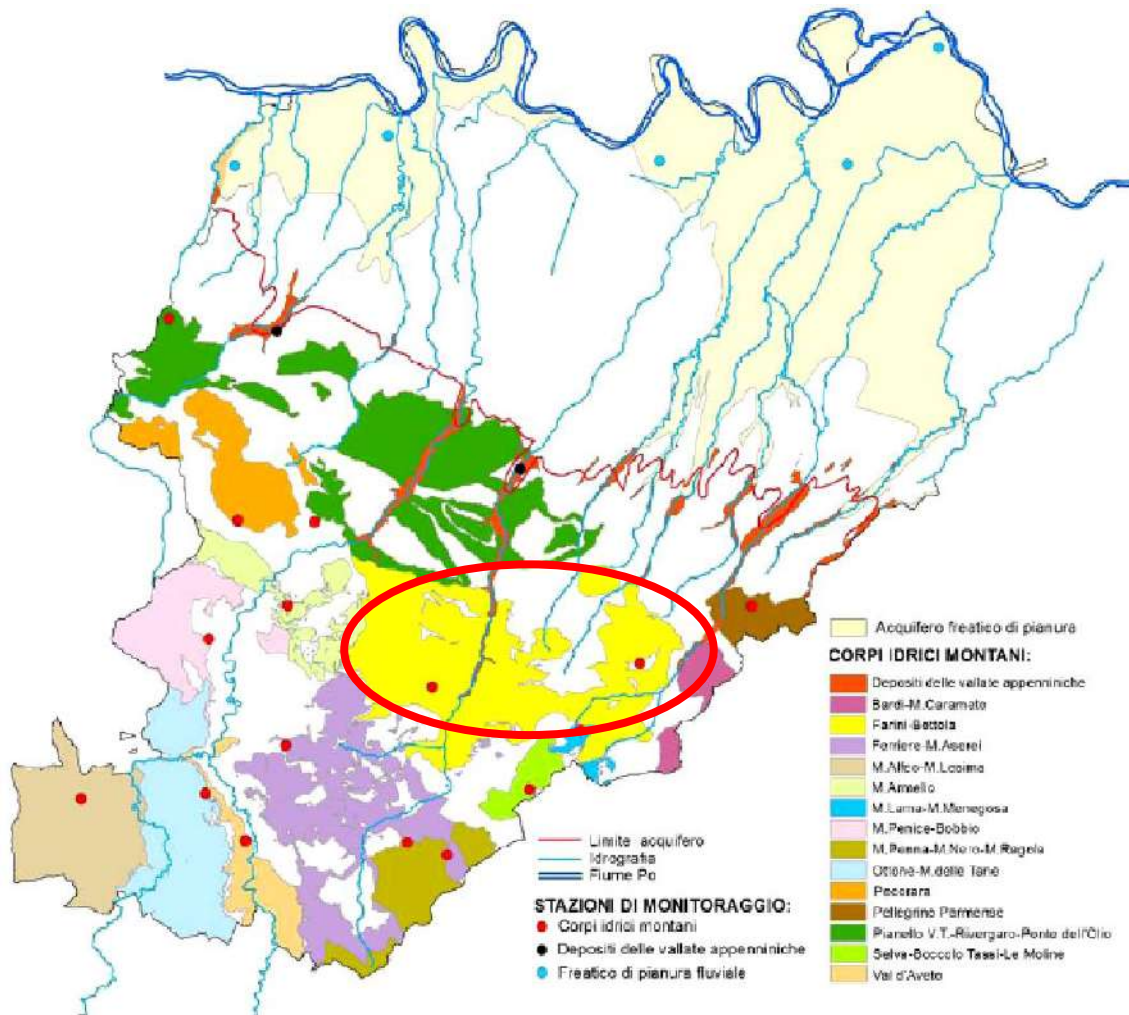 Limite acquifero
Idrografia
Fiume Po
STAZIONI DI MONITORAGGIO:
Corpi idrici montani
Depositi delle vallate appenniniche
Freatico di pianura fluviale
Acquifero freatico di pianura
CORPI IDRICI MONTANI:
Depositi delle vallate appenniniche
Bardi-M.Carameto
Farini-Bettola
Ferriere-M.Aserei
M.Alfeo-M.Lesima
M.Armelio
M.Lama-M.Menegosa
M.Penice-Bobbio
M.Penna-M.Nero-M.Ragola
Ottone-M.delle Tane
Pecorara
Pellegrino Parmense
Pianello V.T.-Rivergaro-Ponte dell'Olio
Selva-Boccolo Tassi-Le Moline
Val d'Aveto